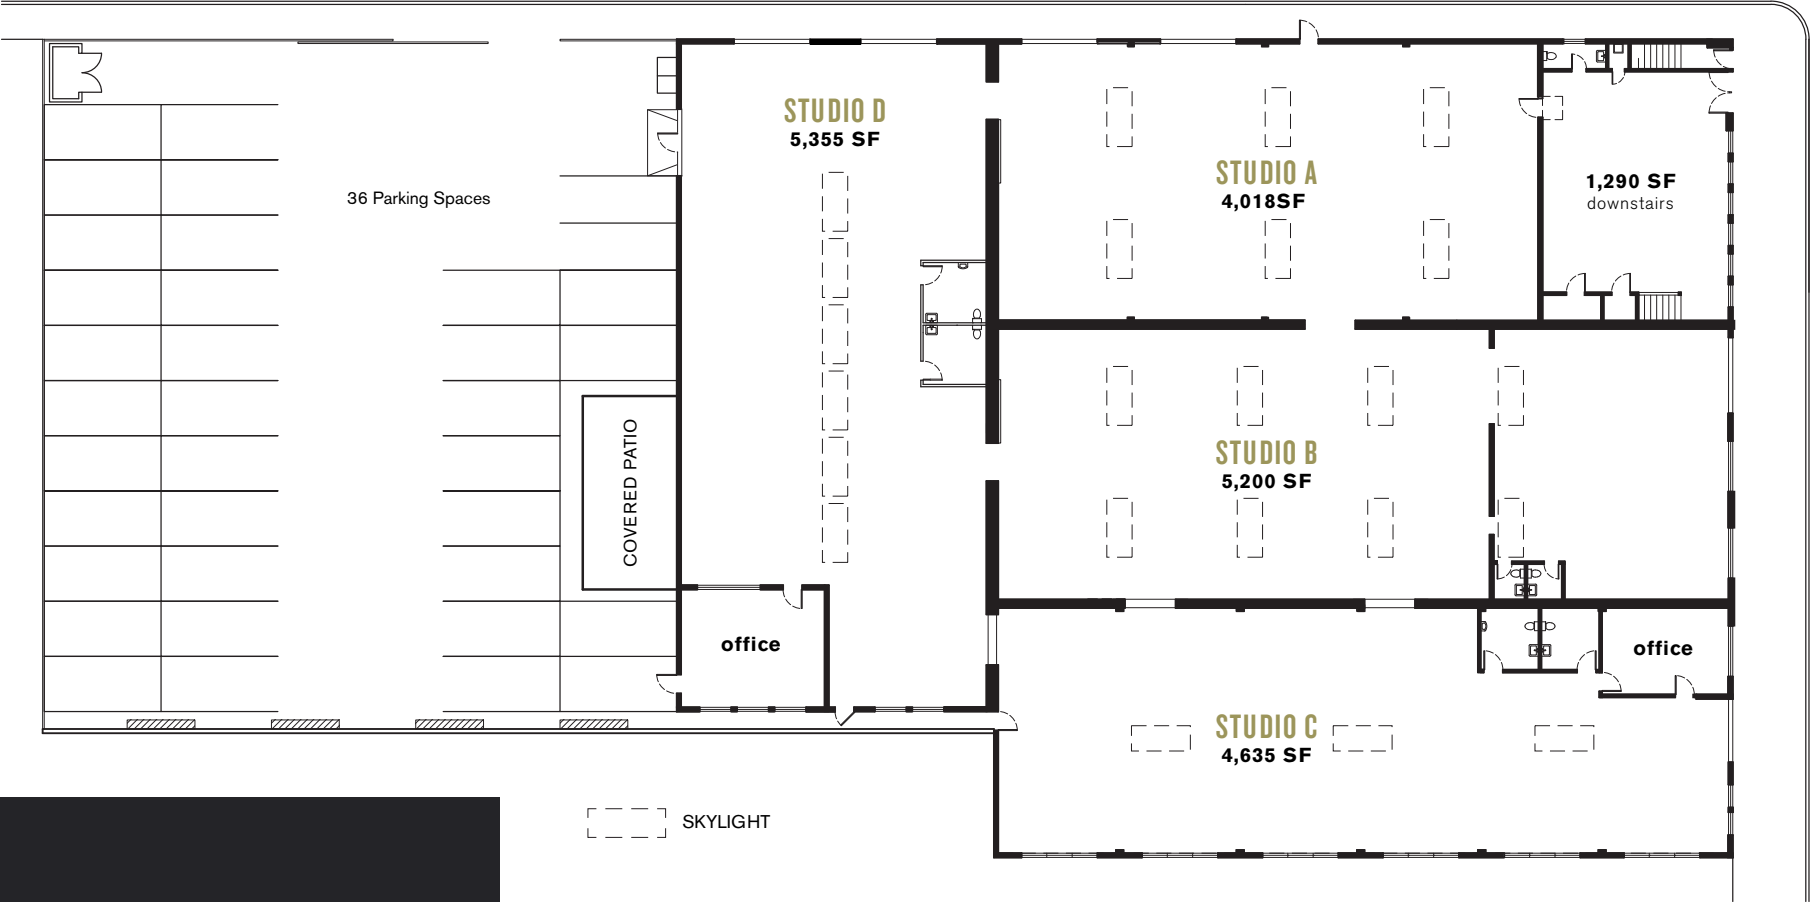 STUDIO D
5,355 SF
36 Parking Spaces
STUDIO A
4,018SF
1,290 SF
downstairs
COVERED PATIO
STUDIO B
5,200 SF
office
office
STUDIO C
4,635 SF
SKYLIGHT